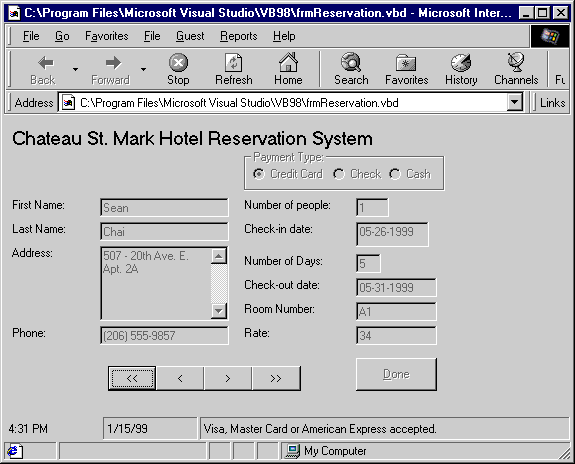 C:\Program Files\Microsoft Visual Studio\VB98\frmReservation.vbd - Microsoft Inter...
File Go Favorites File Guest Reports Help
Back Forward Stop Refresh Home Search Favorites History Channels Fu
Address C:\Program Files\Microsoft Visual Studio\VB98\frmReservation.vbd Links
Chateau St. Mark Hotel Reservation System
Payment Type:
Credit Card Check Cash
First Name: Sean Number of people: 1
Last Name: Chai Check-in date: 05-26-1999
Address: 507 - 20th Ave. E.
Apt. 2A
Number of Days: 5
Check-out date: 05-31-1999
Room Number: A1
Phone: (206) 555-9857 Rate: 34
<< < > >> Done
4:31 PM 1/15/99 Visa, Master Card or American Express accepted.
My Computer